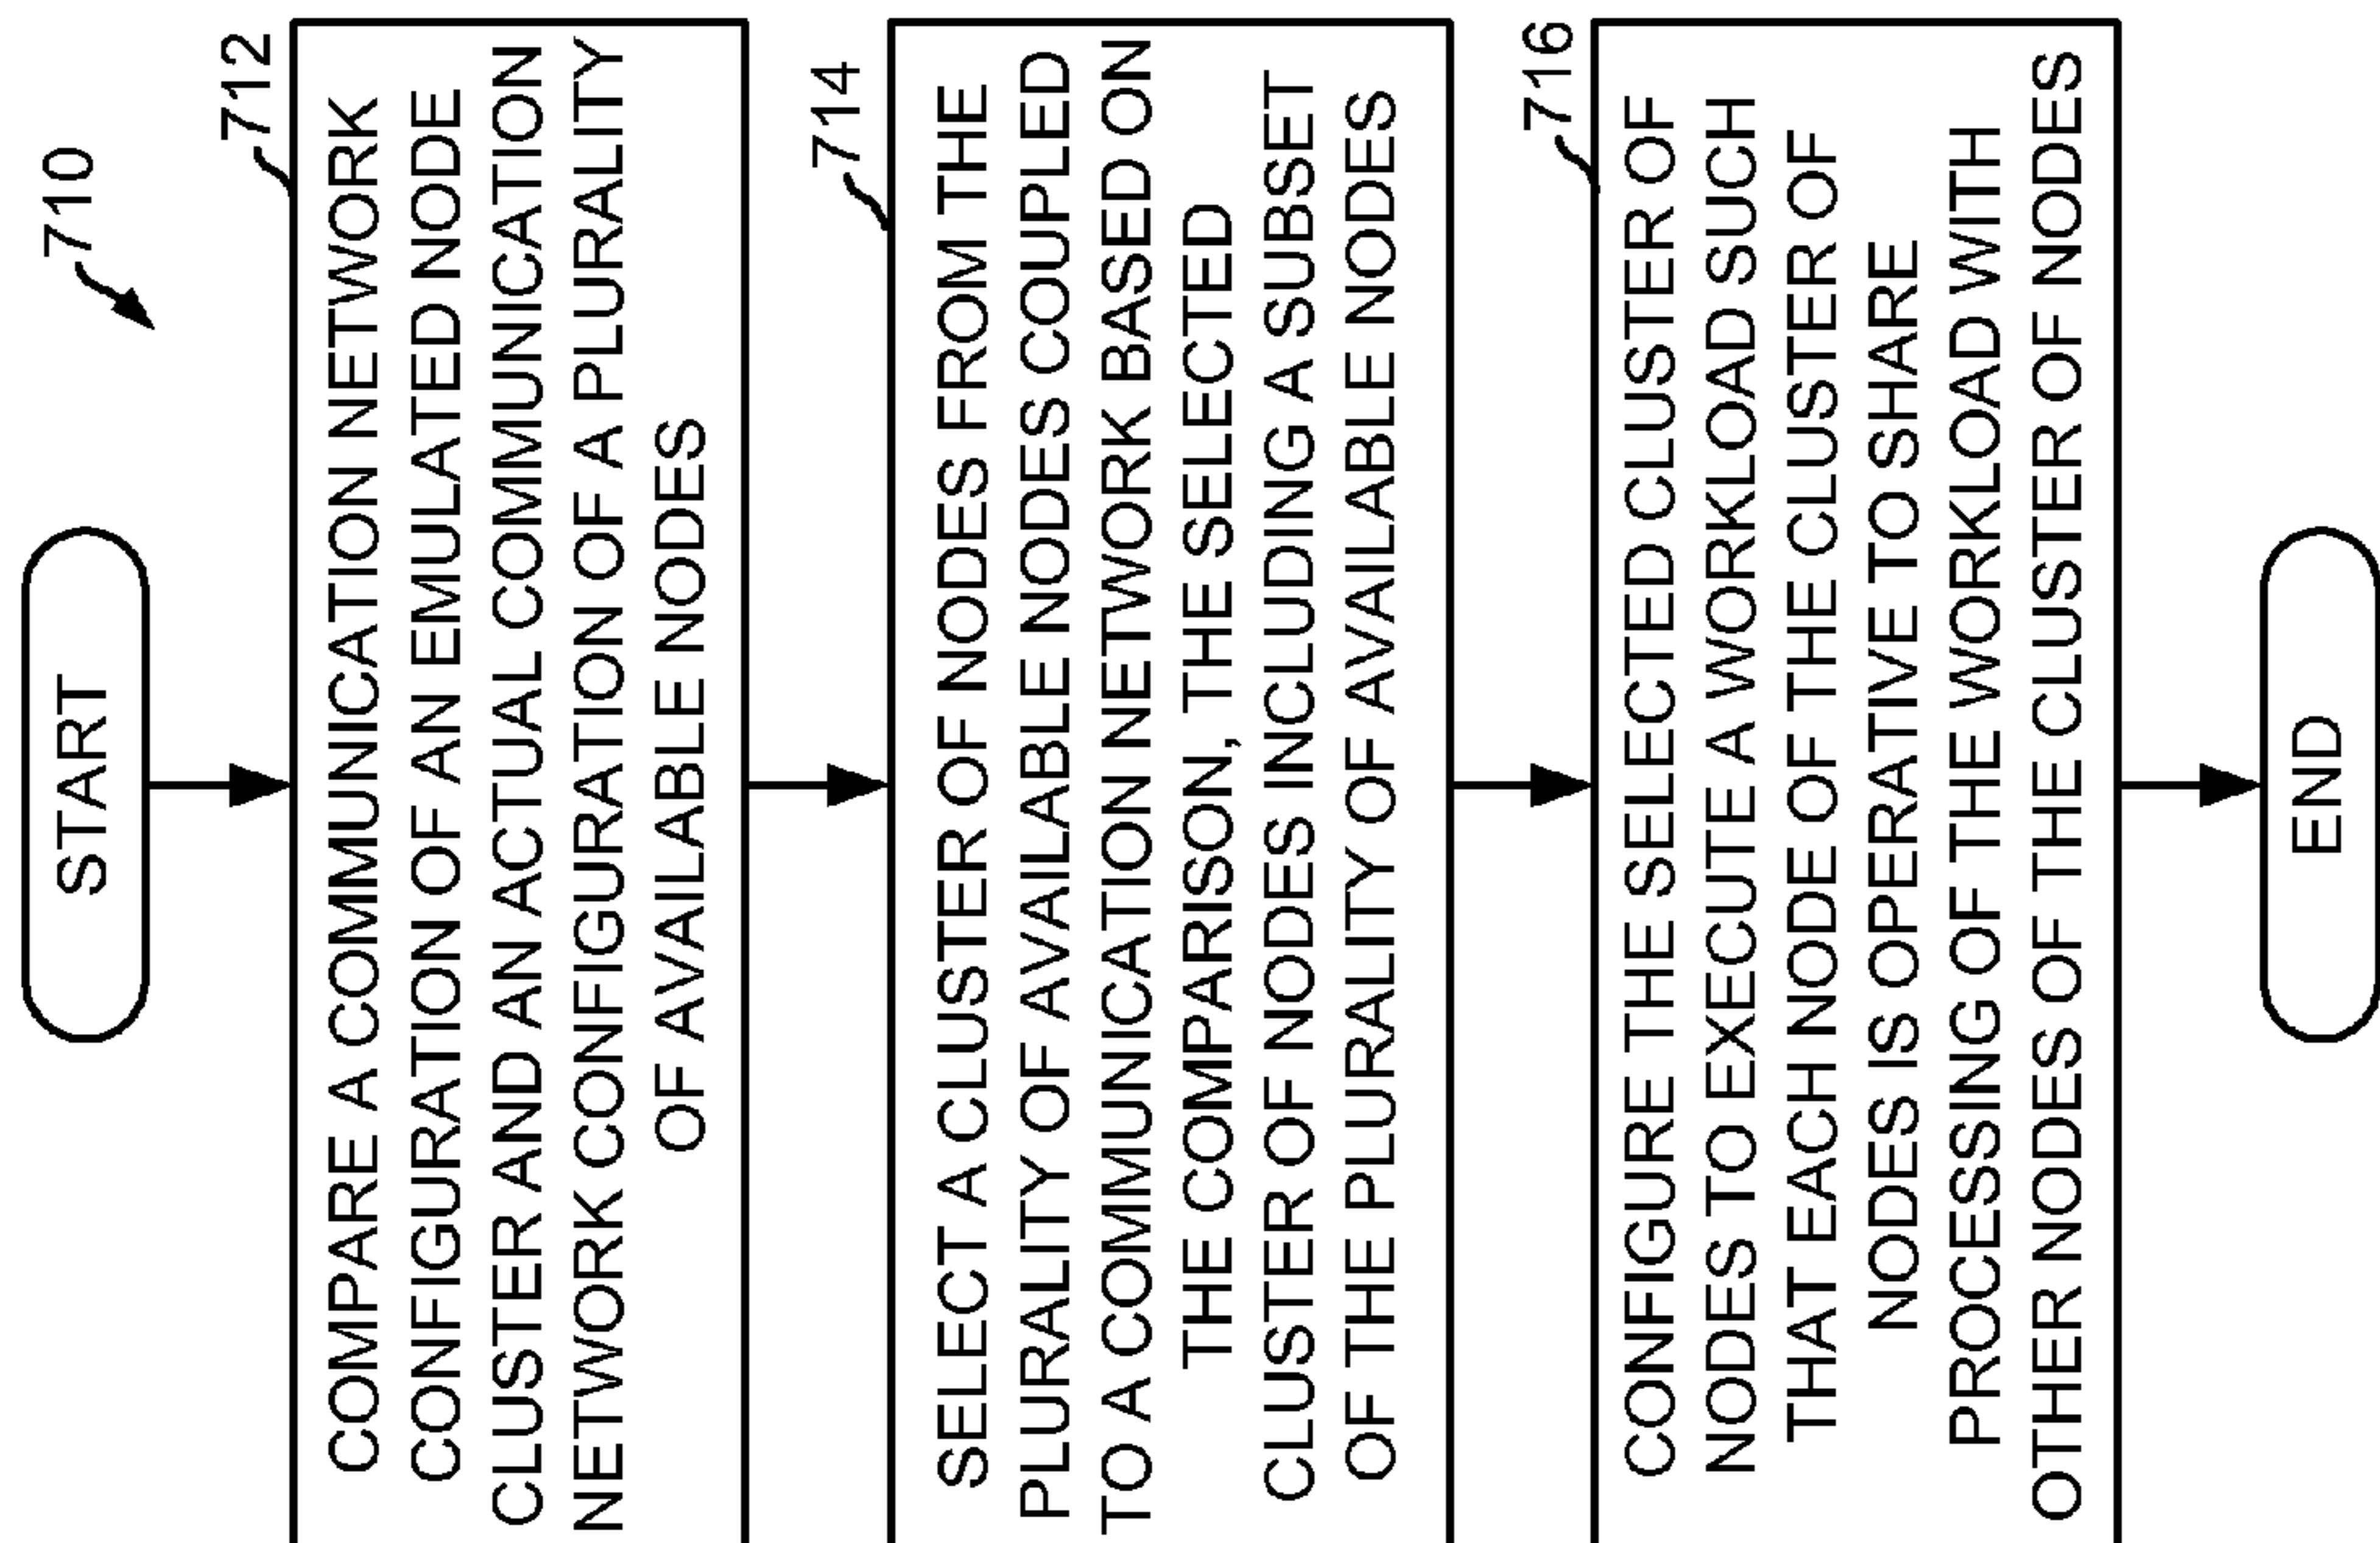 710
START
712
COMPARE A COMMUNICATION NETWORK
CONFIGURATION OF AN EMULATED NODE
CLUSTER AND AN ACTUAL COMMUNICATION
NETWORK CONFIGURATION OF A PLURALITY
OF AVAILABLE NODES
714
SELECT A CLUSTER OF NODES FROM THE
PLURALITY OF AVAILABLE NODES COUPLED
TO A COMMUNICATION NETWORK BASED ON
THE COMPARISON, THE SELECTED
CLUSTER OF NODES INCLUDING A SUBSET
OF THE PLURALITY OF AVAILABLE NODES
716
CONFIGURE THE SELECTED CLUSTER OF
NODES TO EXECUTE A WORKLOAD SUCH
THAT EACH NODE OF THE CLUSTER OF
NODES IS OPERATIVE TO SHARE
PROCESSING OF THE WORKLOAD WITH
OTHER NODES OF THE CLUSTER OF NODES
END